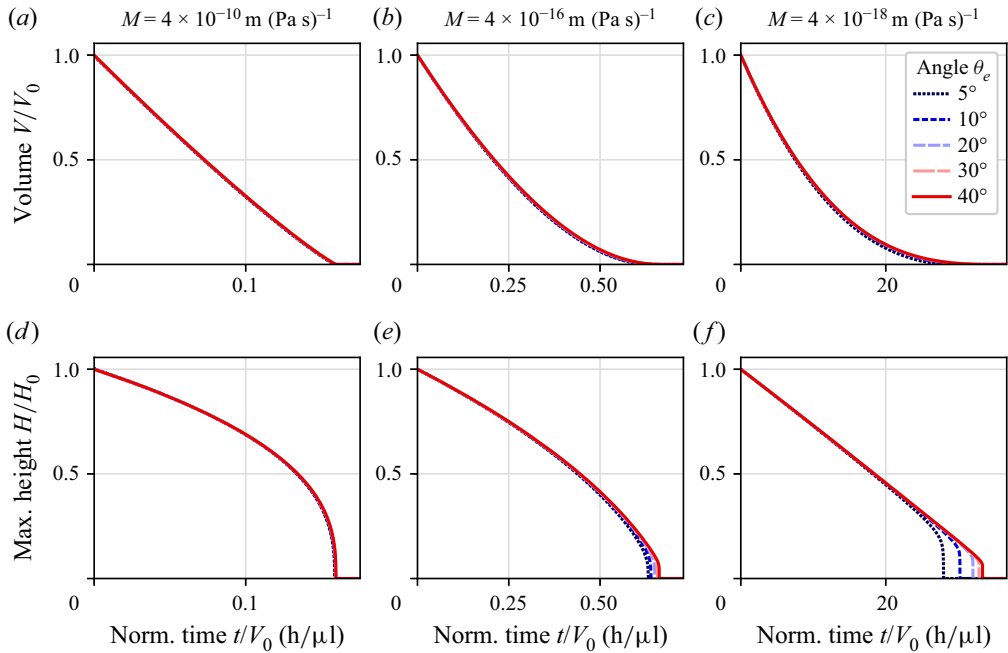 (a) M = 4 × 10⁻¹⁰ m (Pa s)⁻¹
(b) M = 4 × 10⁻¹⁶ m (Pa s)⁻¹
(c) M = 4 × 10⁻¹⁸ m (Pa s)⁻¹
Volume V/V₀
1.0
0.5
0
0.1
1.0
0.5
0
0.25
0.50
1.0
0.5
0
20
Angle θₑ
5°
10°
20°
30°
40°
(d)
(e)
(f)
Max. height H/H₀
1.0
0.5
0
0.1
Norm. time t/V₀ (h/μl)
1.0
0.5
0
0.25
0.50
Norm. time t/V₀ (h/μl)
1.0
0.5
0
20
Norm. time t/V₀ (h/μl)